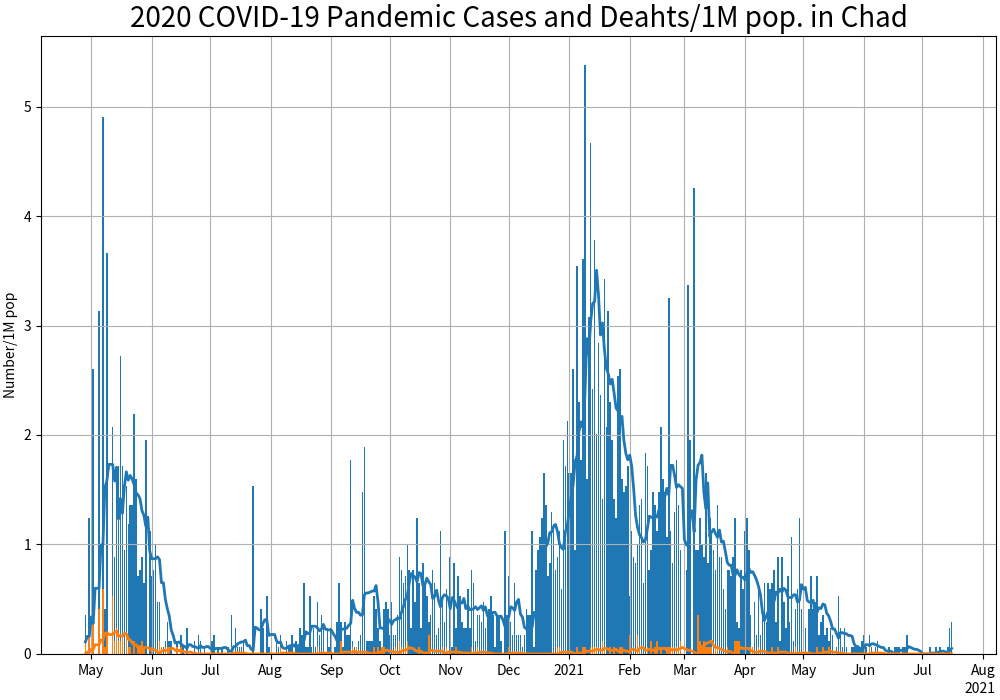 2020 COVID-19 Pandemic Cases and Deahts/1M pop. in Chad
Number/1M pop
5
4
3
2
1
0
May Jun Jul Aug Sep Oct Nov Dec 2021 Feb Mar Apr May Jun Jul Aug
2021